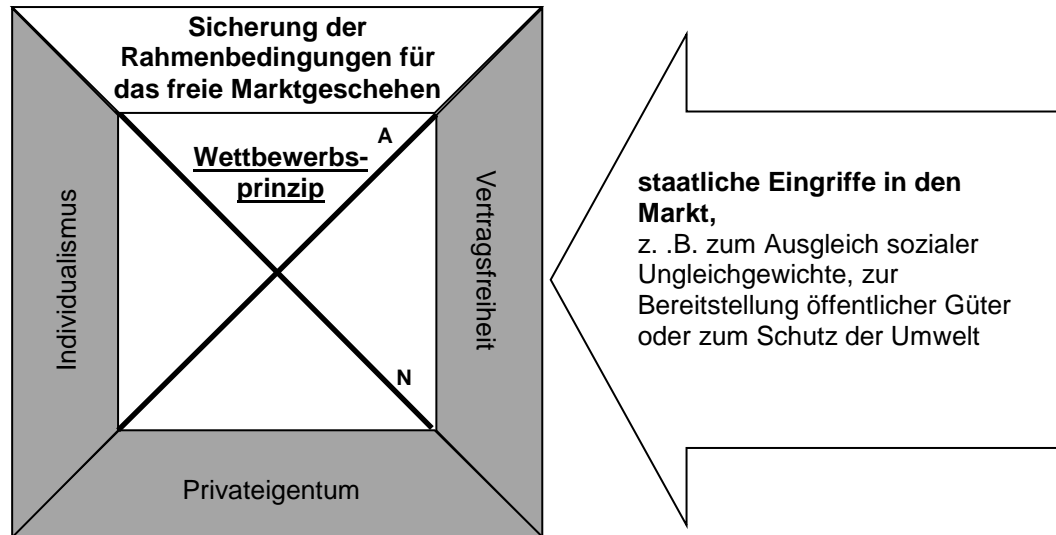 Sicherung der
Rahmenbedingungen für
das freie Marktgeschehen
A
Wettbewerbs-
prinzip
Individualismus
Vertragsfreiheit
N
Privateigentum
staatliche Eingriffe in den
Markt,
z. .B. zum Ausgleich sozialer
Ungleichgewichte, zur
Bereitstellung öffentlicher Güter
oder zum Schutz der Umwelt